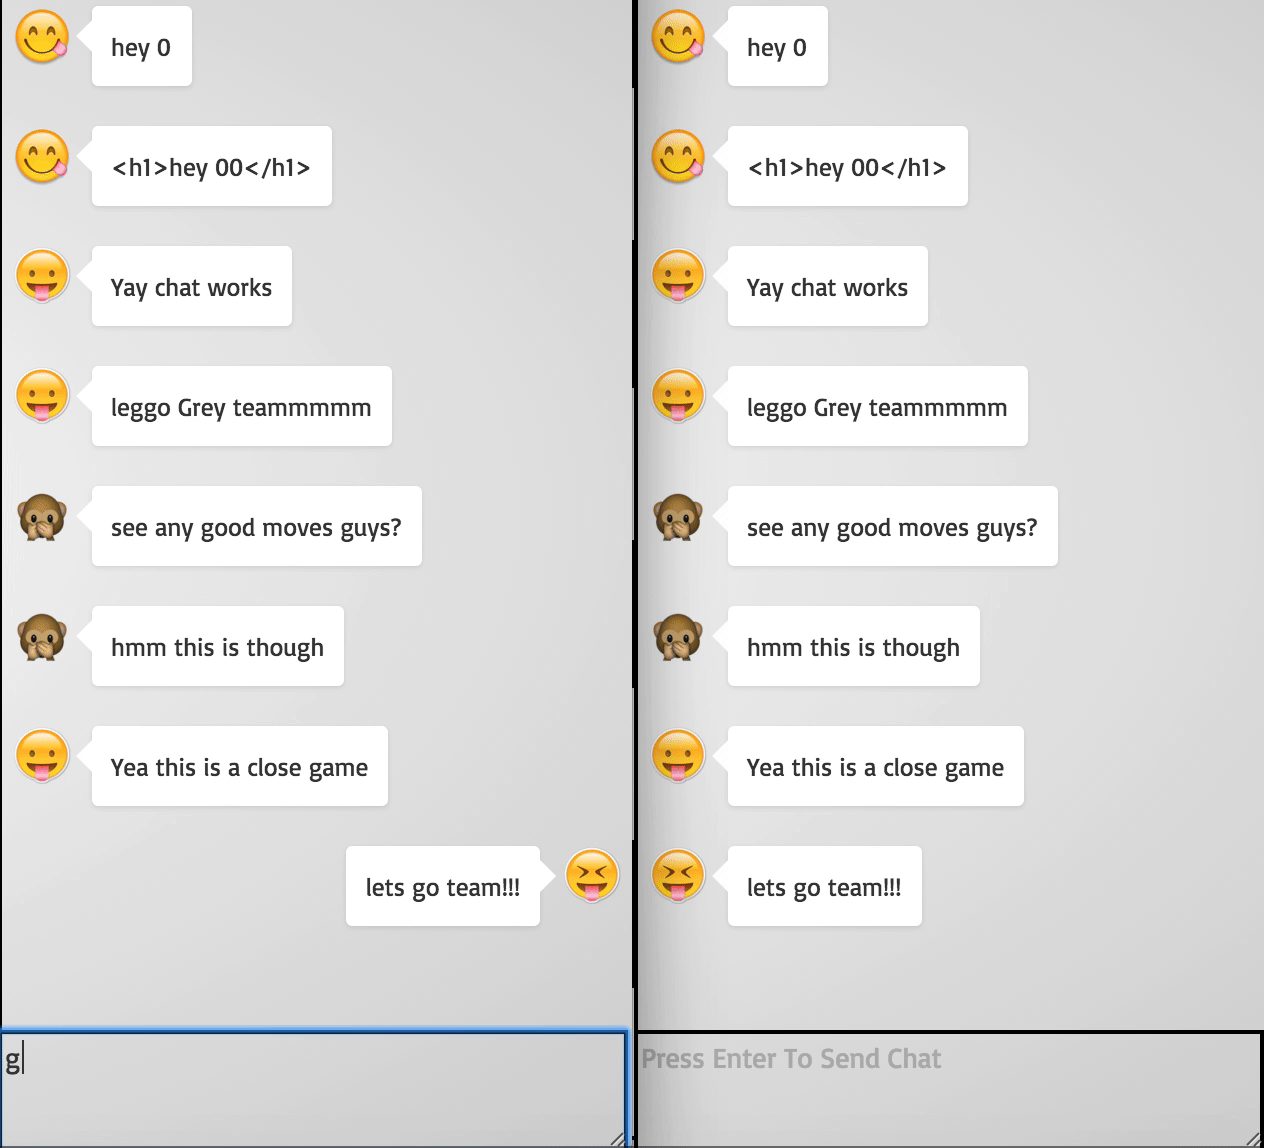 hey 0
<h1>hey 00</h1>
Yay chat works
leggo Grey teammmmm
see any good moves guys?
hmm this is though
Yea this is a close game
lets go team!!!
g
hey 0
<h1>hey 00</h1>
Yay chat works
leggo Grey teammmmm
see any good moves guys?
hmm this is though
Yea this is a close game
lets go team!!!
Press Enter To Send Chat